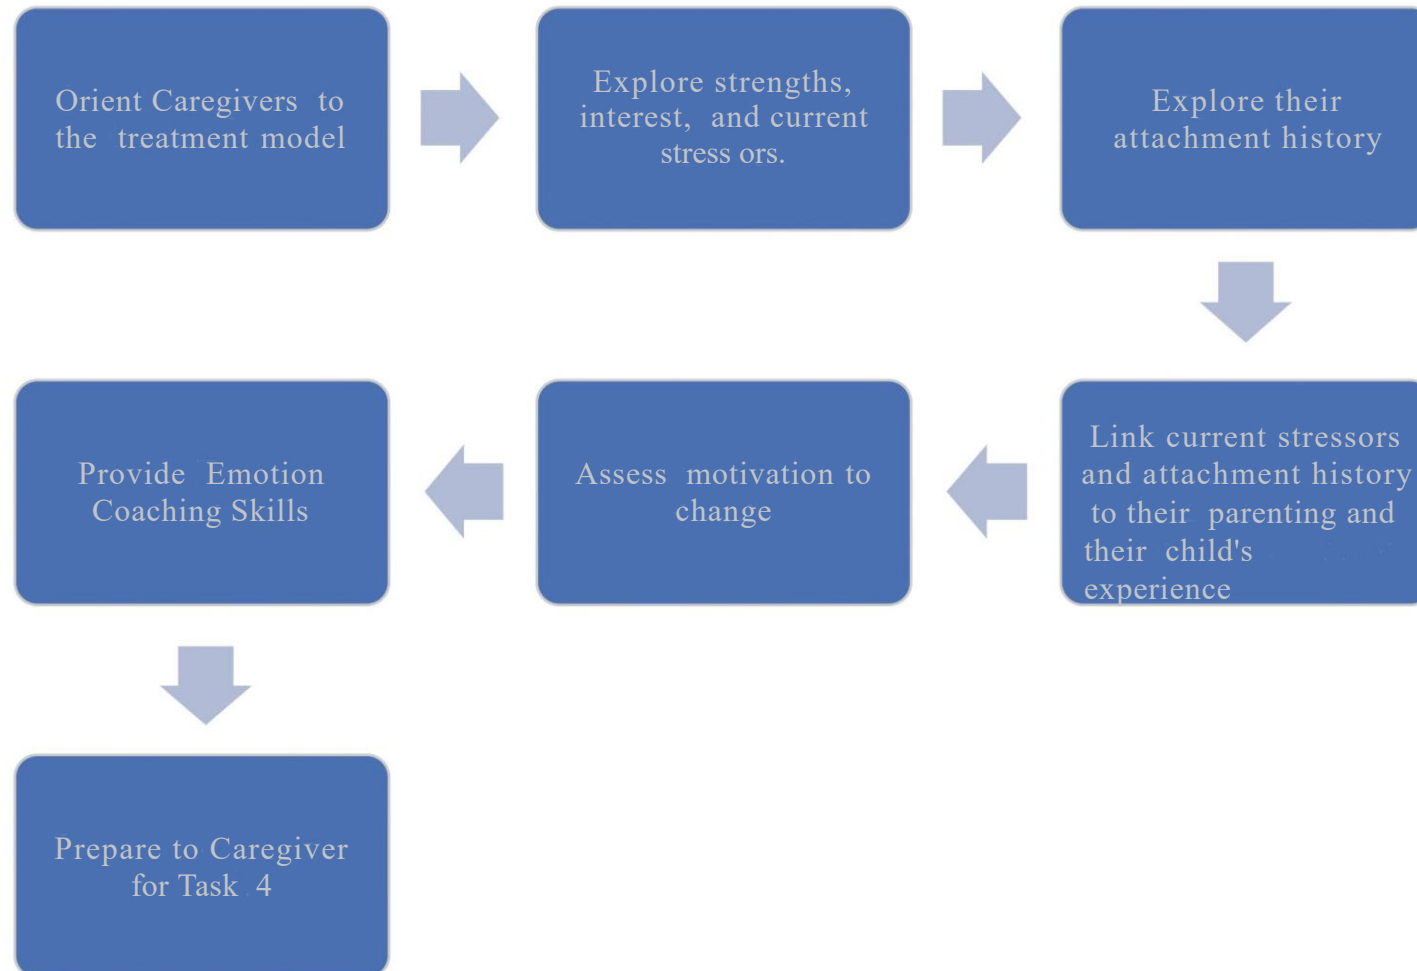 Orient Caregivers to
the treatment model
Explore strengths,
interest, and current
stress ors.
Explore their
attachment history
Link current stressors
and attachment history
to their parenting and
their child's
experience
Assess motivation to
change
Provide Emotion
Coaching Skills
Prepare to Caregiver
for Task 4